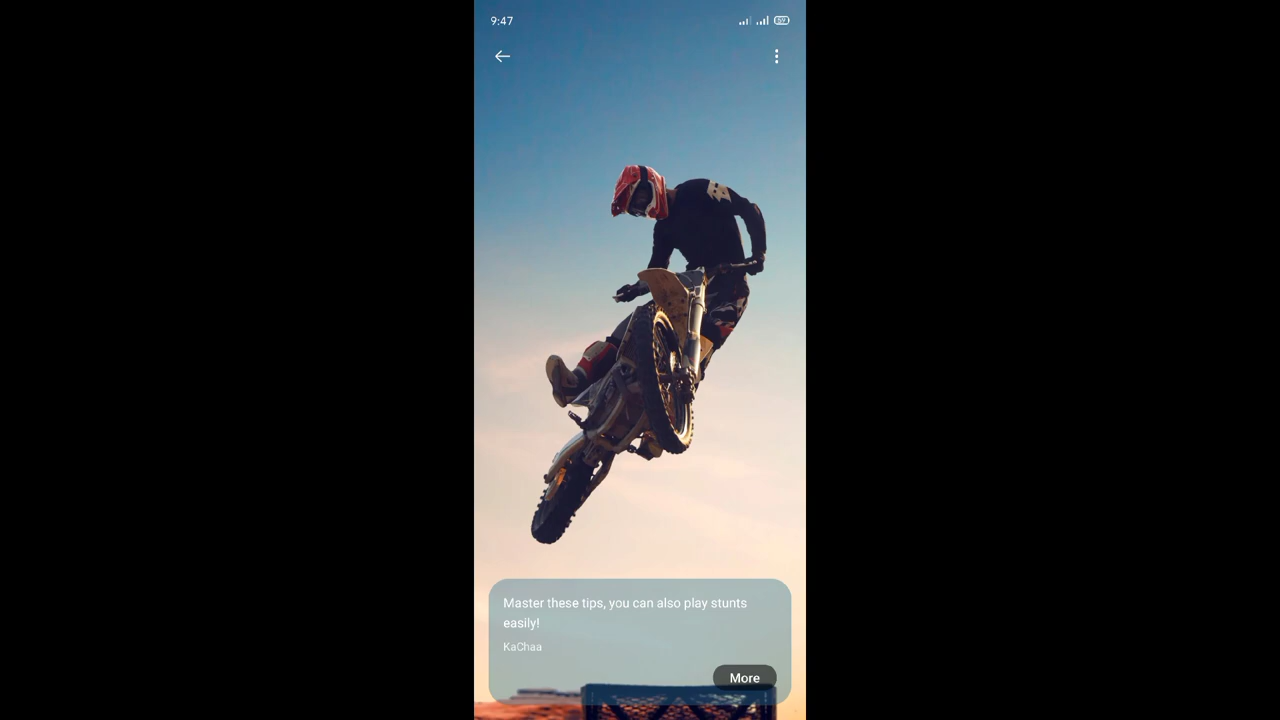 9:47
Master these tips, you can also play stunts
easily!
KaChaa
More